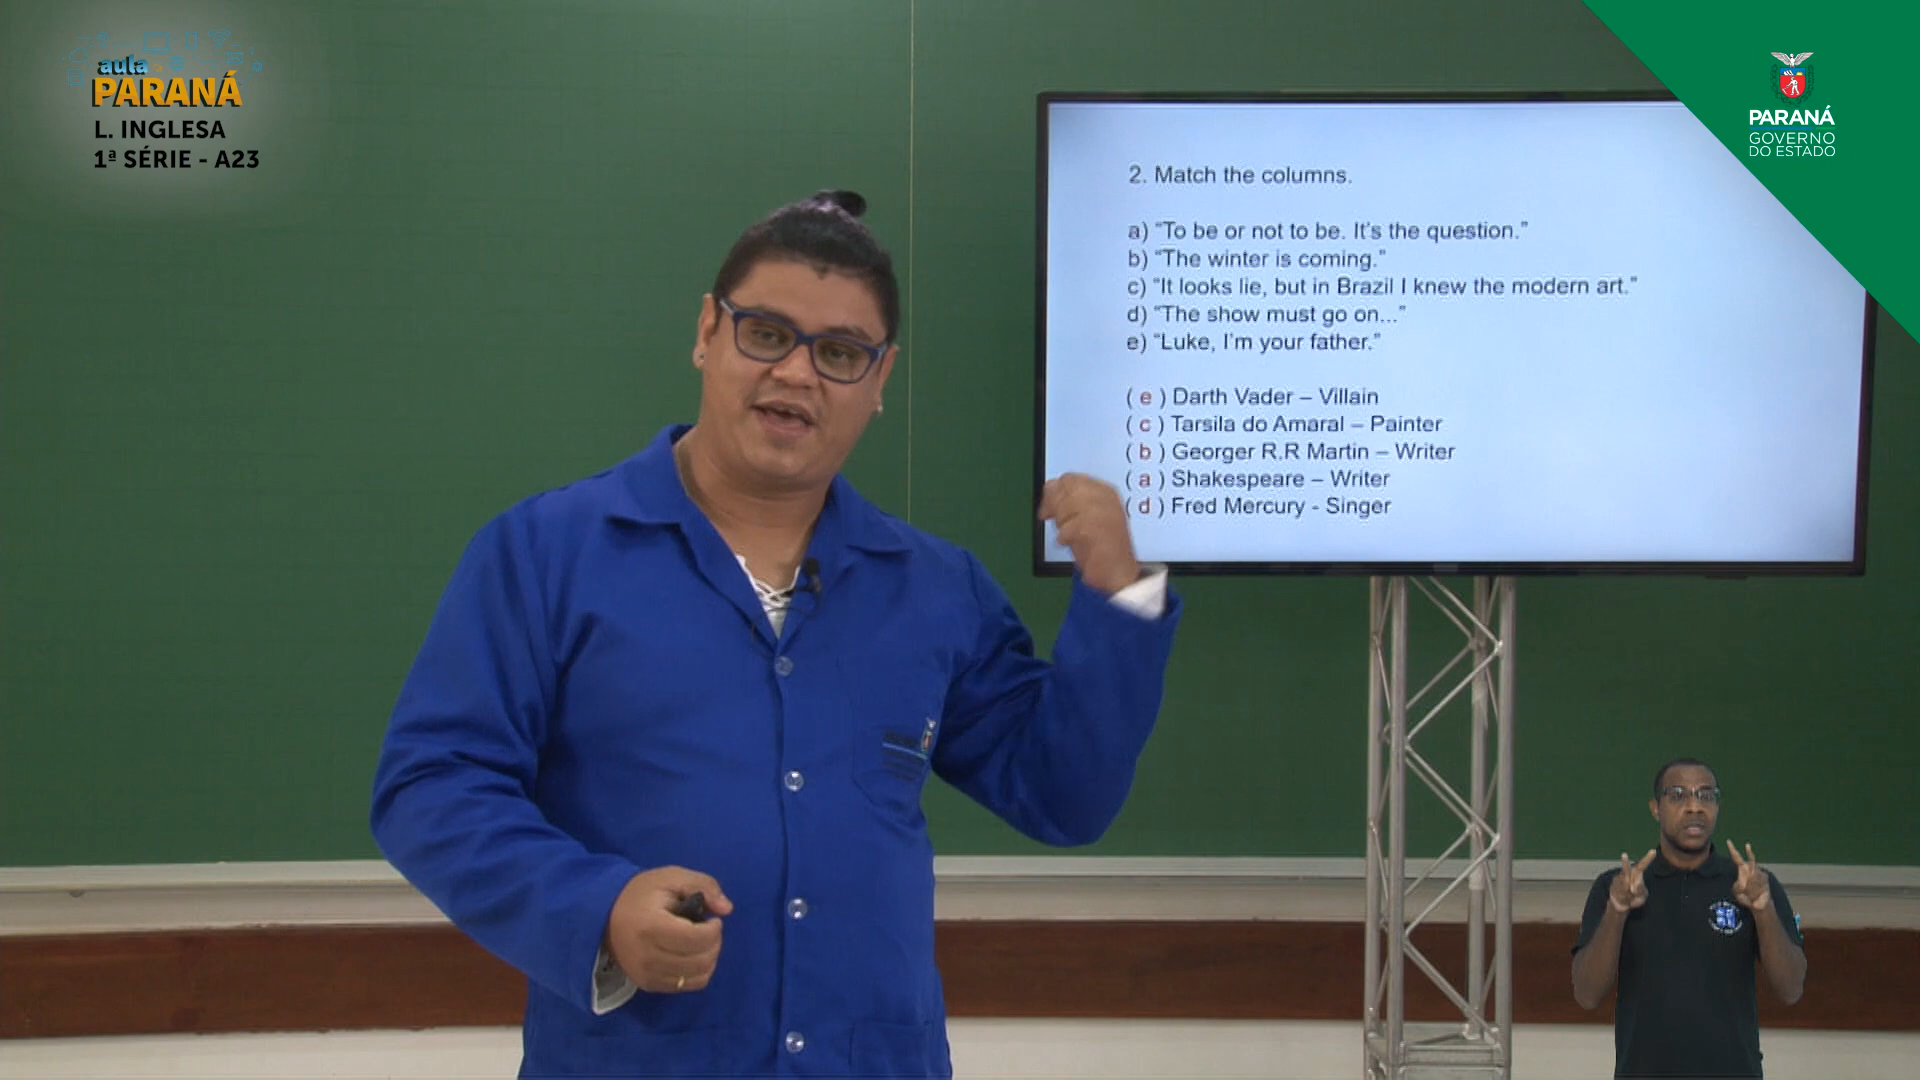 aula
PARANÁ
L. INGLESA
1ª SÉRIE - A23
PARANÁ
GOVERNO
DO ESTADO
2. Match the columns.
a) “To be or not to be. It’s the question.”
b) “The winter is coming.”
c) “It looks lie, but in Brazil I knew the modern art.”
d) “The show must go on...”
e) “Luke, I’m your father.”
( e ) Darth Vader – Villain
( c ) Tarsila do Amaral – Painter
( b ) Georger R.R Martin – Writer
( a ) Shakespeare – Writer
( d ) Fred Mercury - Singer